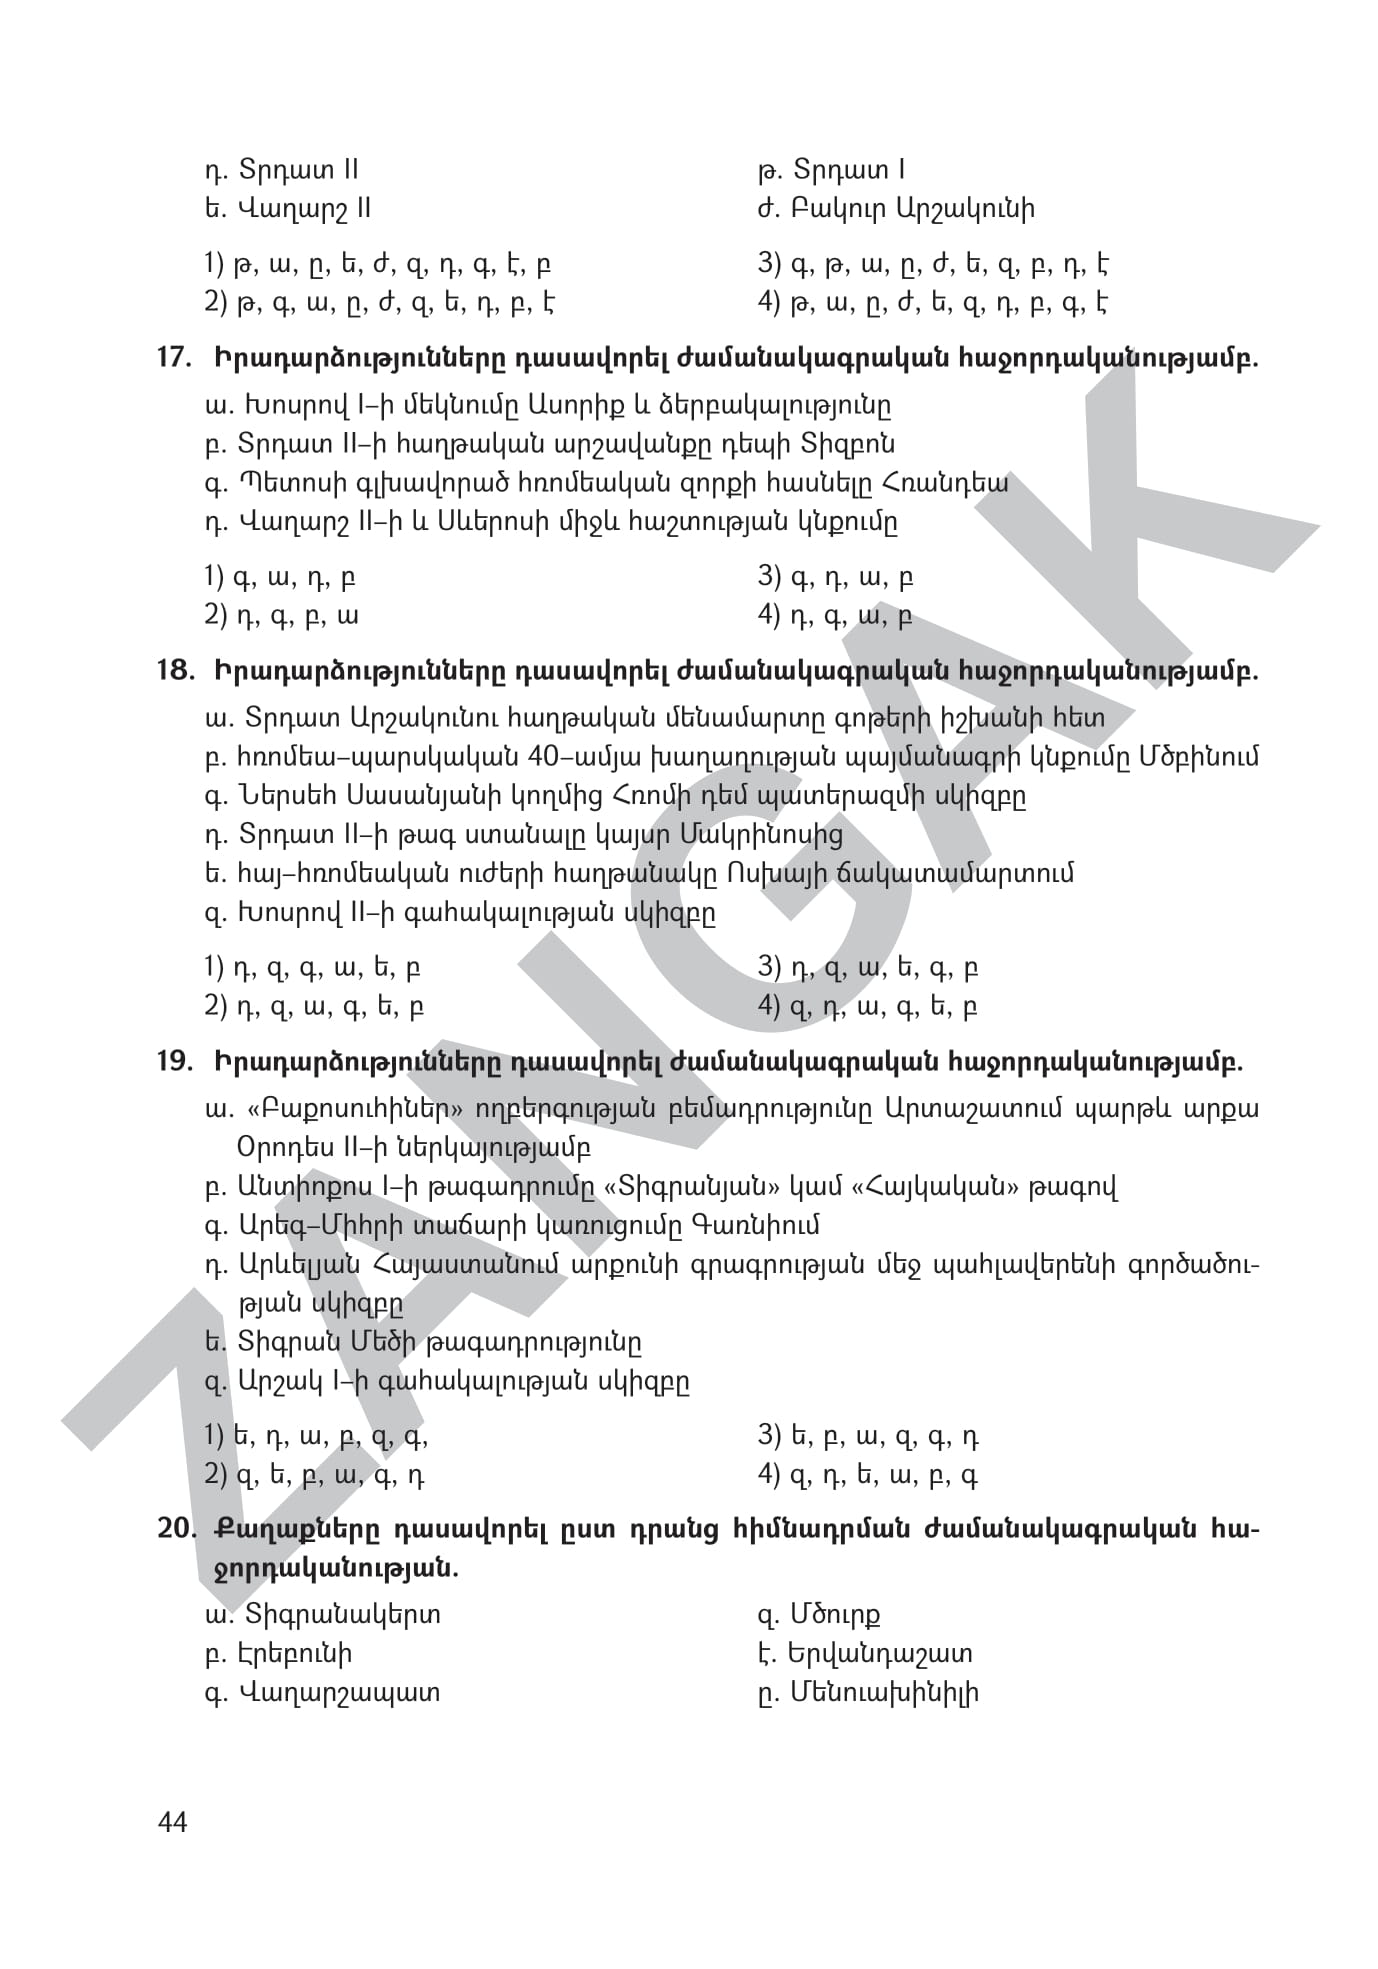 դ. Տրդատ II
թ. Տրդատ I
ե. Վաղարշ II
ժ. Բակուր Արշակունի
1) թ, ա, ը, ե, ժ, զ, դ, գ, է, բ
3) գ, թ, ա, ը, ժ, ե, զ, բ, դ, է
2) թ, գ, ա, ը, ժ, զ, ե, դ, բ, է
4) թ, ա, ը, ժ, ե, զ, դ, բ, գ, է
17. Իրադարձությունները դասավորել ժամանակագրական հաջորդականությամբ.
ա. Խոսրով I–ի մեկնումը Ասորիք և ձերբակալությունը
բ. Տրդատ II–ի հաղթական արշավանքը դեպի Տիզբոն
գ. Պետոսի գլխավորած հռոմեական զորքի հասնելը Հռանդեա
դ. Վաղարշ II–ի և Սևերոսի միջև հաշտության կնքումը
1) գ, ա, դ, բ
3) գ, դ, ա, բ
2) դ, գ, բ, ա
4) դ, գ, ա, բ
18. Իրադարձությունները դասավորել ժամանակագրական հաջորդականությամբ.
ա. Տրդատ Արշակունու հաղթական մենամարտը գոթերի իշխանի հետ
բ. հռոմեա–պարսկական 40–ամյա խաղաղության պայմանագրի կնքումը Մծբինում
գ. Ներսեհ Սասանյանի կողմից Հռոմի դեմ պատերազմի սկիզբը
դ. Տրդատ II–ի թագ ստանալը կայսր Մակրինոսից
ե. հայ–հռոմեական ուժերի հաղթանակը Ոսխայի ճակատամարտում
զ. Խոսրով II–ի գահակալության սկիզբը
1) դ, զ, գ, ա, ե, բ
3) դ, զ, ա, ե, գ, բ
2) դ, զ, ա, գ, ե, բ
4) զ, դ, ա, գ, ե, բ
19. Իրադարձությունները դասավորել ժամանակագրական հաջորդականությամբ.
ա. «Բաքոսուհիներ» ողբերգության բեմադրությունը Արտաշատում պարթև արքա
Օրոդես II–ի ներկայությամբ
բ. Անտիոքոս I–ի թագադրումը «Տիգրանյան» կամ «Հայկական» թագով
գ. Արեգ–Միհրի տաճարի կառուցումը Գառնիում
դ. Արևելյան Հայաստանում արքունի գրագրության մեջ պահլավերենի գործածու-
թյան սկիզբը
ե. Տիգրան Մեծի թագադրությունը
զ. Արշակ I–ի գահակալության սկիզբը
1) ե, դ, ա, բ, զ, գ,
3) ե, բ, ա, զ, գ, դ
2) զ, ե, բ, ա, գ, դ
4) զ, դ, ե, ա, բ, գ
20. Քաղաքները դասավորել ըստ դրանց հիմնադրման ժամանակագրական հա-
ջորդականության.
ա. Տիգրանակերտ
զ. Մծուրք
բ. Էրեբունի
է. Երվանդաշատ
գ. Վաղարշապատ
ը. Մենուախինիլի
44
ZANGAK